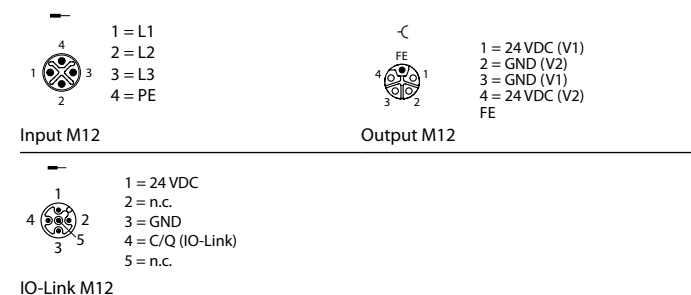 4
1
3
2
1 = L1
2 = L2
3 = L3
4 = PE
Input M12
FE
4
1
3
2
1 = 24 VDC (V1)
2 = GND (V2)
3 = GND (V1)
4 = 24 VDC (V2)
FE
Output M12
1
4
2
3
5
1 = 24 VDC
2 = n.c.
3 = GND
4 = C/Q (IO-Link)
5 = n.c.
IO-Link M12